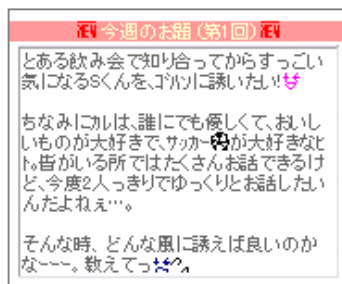 NEW 今週のお題(第1回) NEW
とある飲み会で知り合ってからすっごい
気になるSくんを、ゴハンに誘いたい!
ちなみにカレは、誰にでも優しくて、おいし
いものが大好きで、サッカーが大好きなヒ
ト。皆がいる所ではたくさんお話できるけ
ど、今度2人っきりでゆっくりとお話したい
んだよねぇ…。
そんな時、どんな風に誘えば良いのか
な~~~。教えてっ